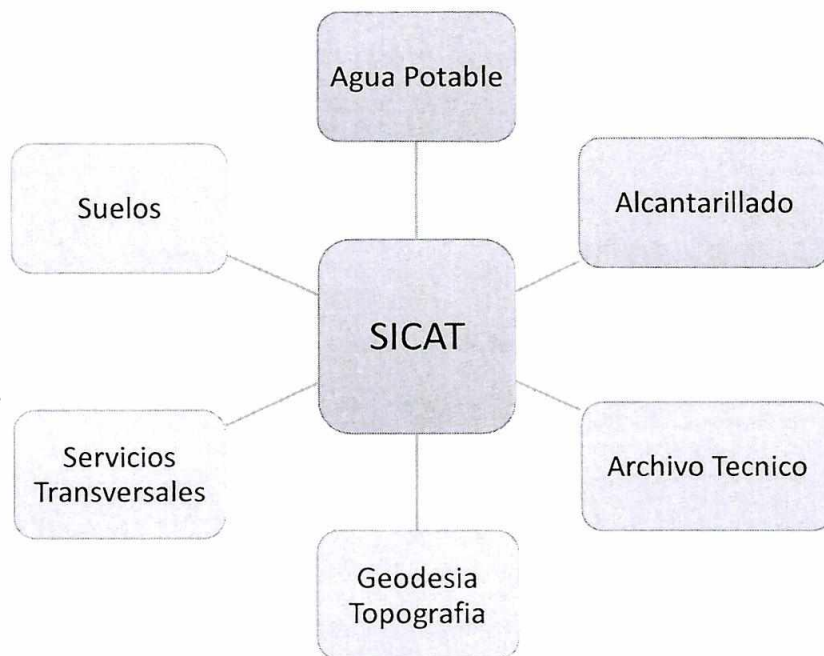 Agua Potable
Suelos
Alcantarillado
SICAT
Servicios
Transversales
Archivo Tecnico
Geodesia
Topografia